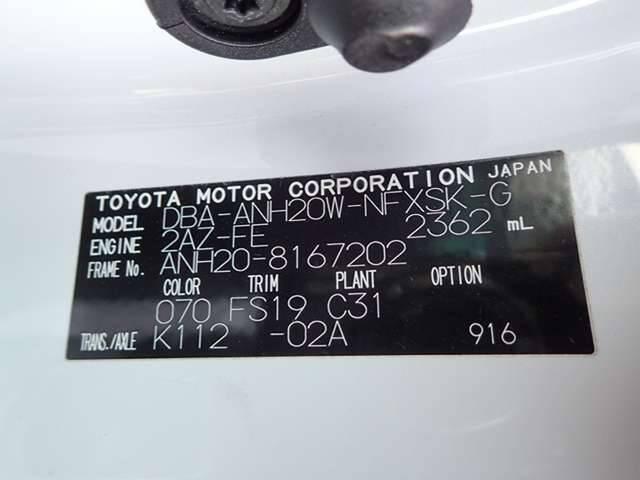 TOYOTA MOTOR CORPORATION JAPAN
MODEL DBA-ANH20W-NFXSK-G
ENGINE 2AZ-FE 2362 mL
FRAME No. ANH20-8167202
COLOR TRIM PLANT OPTION
070 FS19 C31
TRANS./AXLE K112 -02A 916